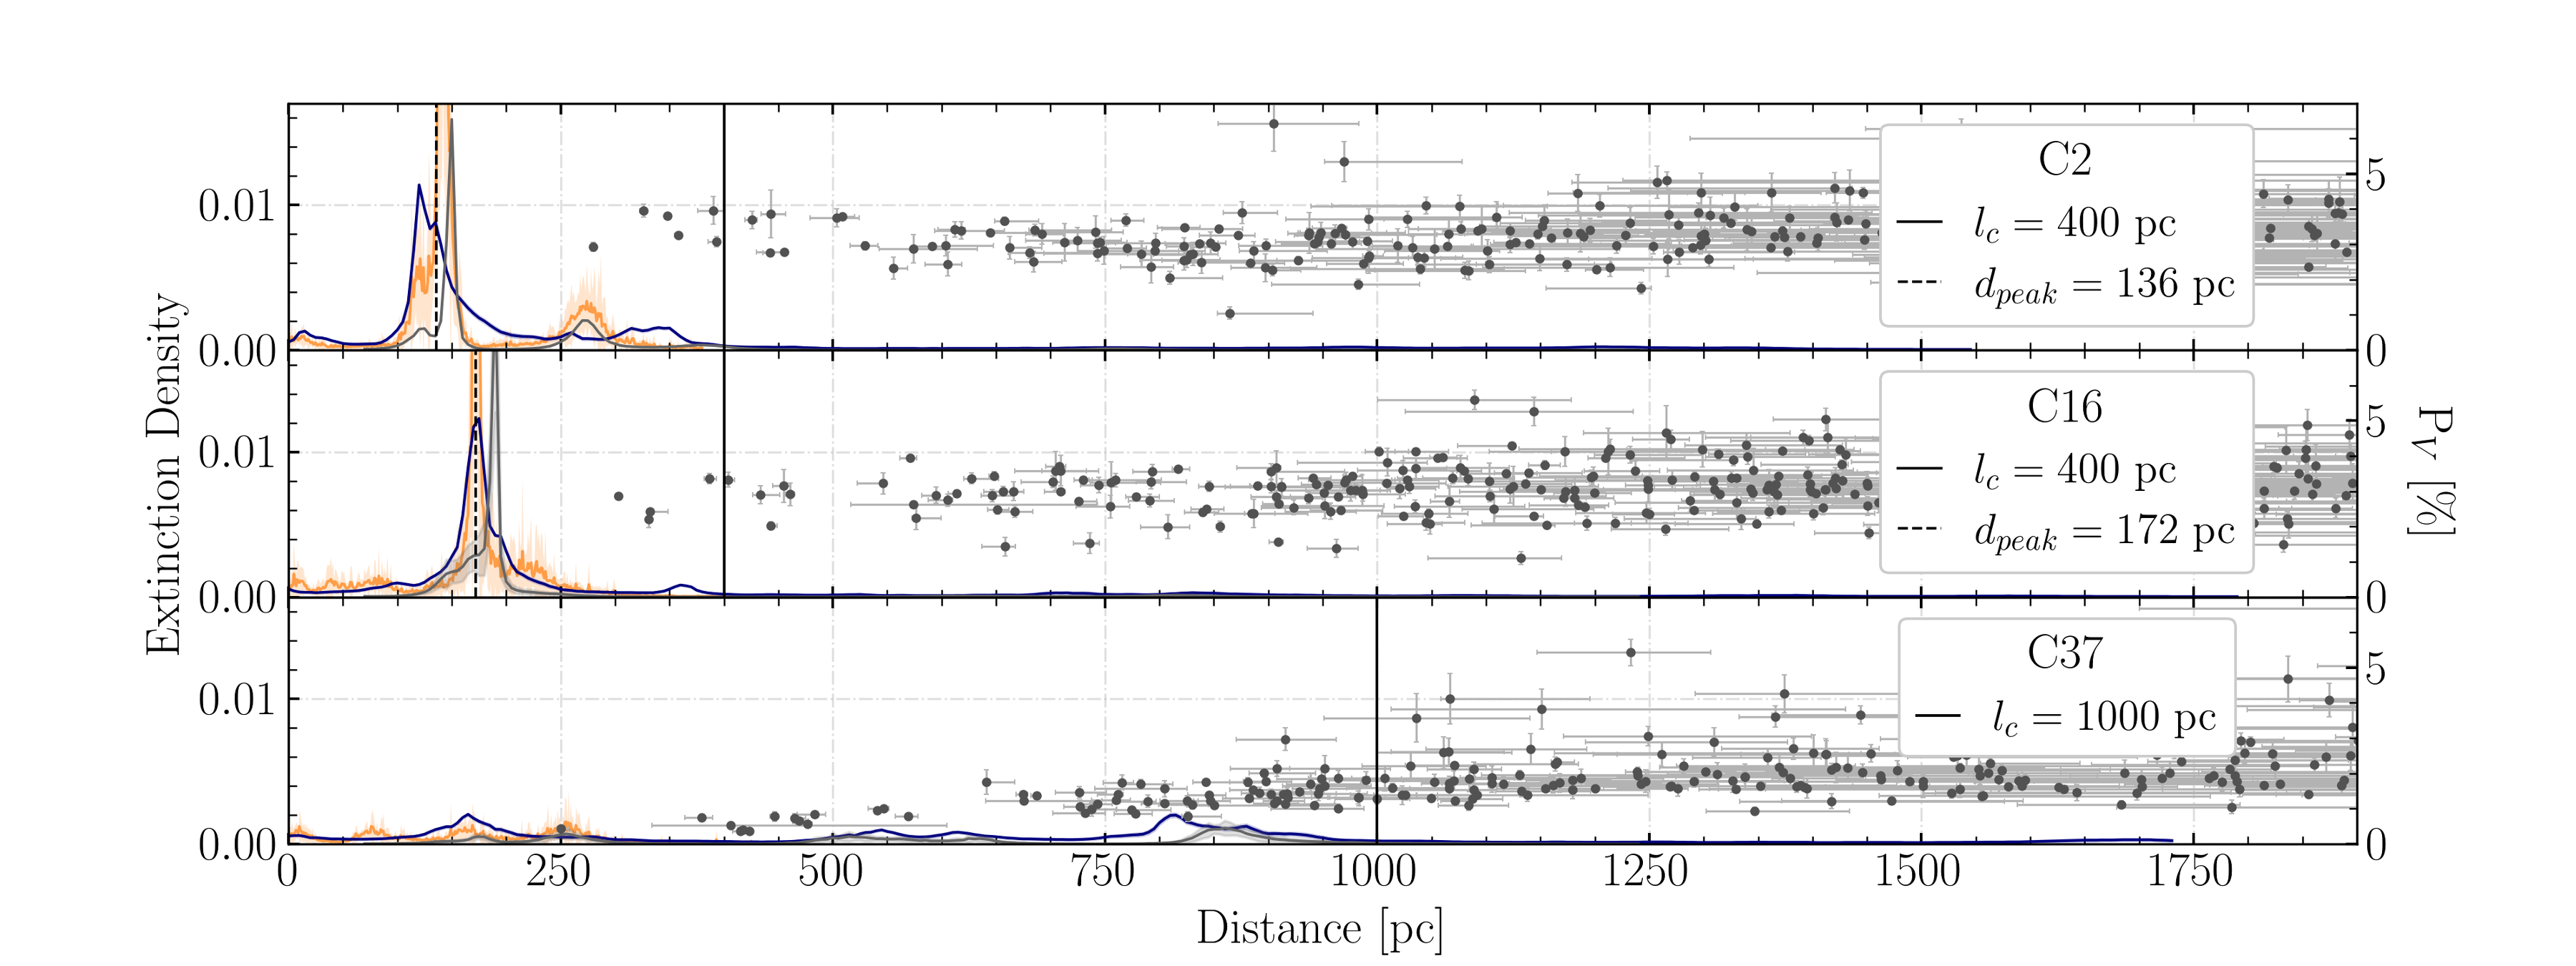 C2
l_c = 400 pc
d_peak = 136 pc
0.01
0.00
5
0
C16
l_c = 400 pc
d_peak = 172 pc
0.01
0.00
5
0
C37
l_c = 1000 pc
0.01
0.00
5
0
Extinction Density
P_V [%]
0 250 500 750 1000 1250 1500 1750
Distance [pc]